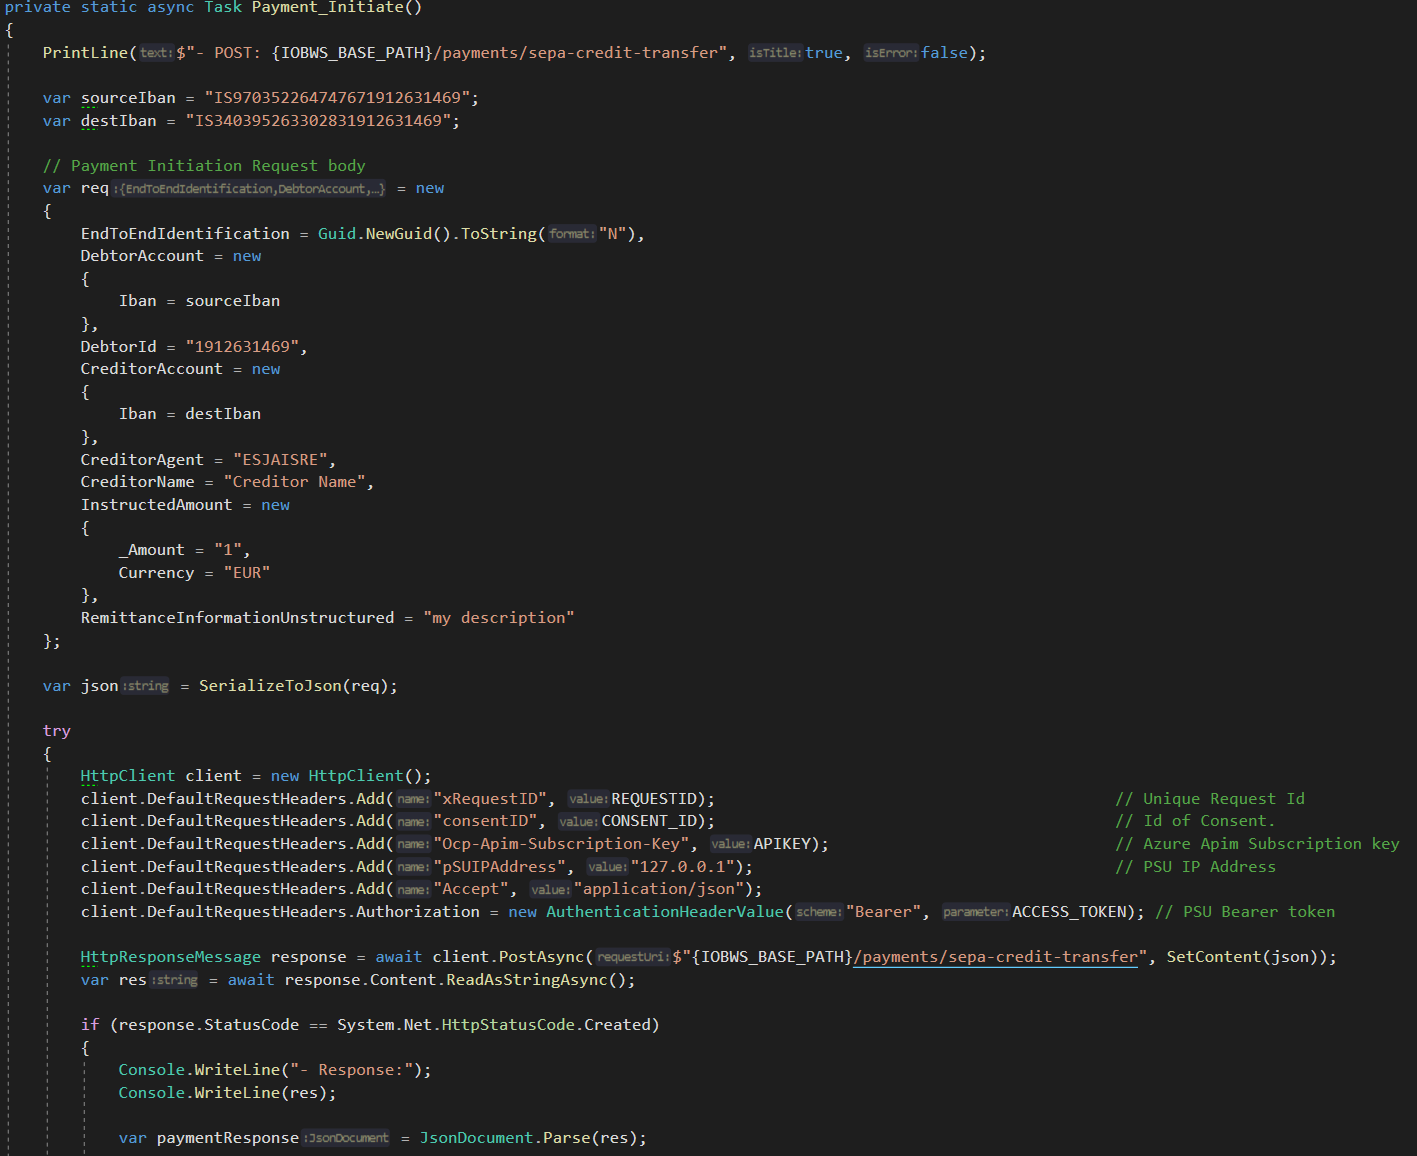 private static async Task Payment_Initiate()
{
PrintLine(text:$"- POST: {IOBWS_BASE_PATH}/payments/sepa-credit-transfer", isTitle:true, isError:false);
var sourceIban = "IS970352264747671912631469";
var destIban = "IS340395263302831912631469";
// Payment Initiation Request body
var req :{EndToEndIdentification,DebtorAccount,…} = new
{
EndToEndIdentification = Guid.NewGuid().ToString(format:"N"),
DebtorAccount = new
{
Iban = sourceIban
},
DebtorId = "1912631469",
CreditorAccount = new
{
Iban = destIban
},
CreditorAgent = "ESJAISRE",
CreditorName = "Creditor Name",
InstructedAmount = new
{
_Amount = "1",
Currency = "EUR"
},
RemittanceInformationUnstructured = "my description"
};
var json:string = SerializeToJson(req);
try
{
HttpClient client = new HttpClient();
client.DefaultRequestHeaders.Add(name:"xRequestID", value:REQUESTID); // Unique Request Id
client.DefaultRequestHeaders.Add(name:"consentID", value:CONSENT_ID); // Id of Consent.
client.DefaultRequestHeaders.Add(name:"Ocp-Apim-Subscription-Key", value:APIKEY); // Azure Apim Subscription key
client.DefaultRequestHeaders.Add(name:"pSUIPAddress", value:"127.0.0.1"); // PSU IP Address
client.DefaultRequestHeaders.Add(name:"Accept", value:"application/json");
client.DefaultRequestHeaders.Authorization = new AuthenticationHeaderValue(scheme:"Bearer", parameter:ACCESS_TOKEN); // PSU Bearer token
HttpResponseMessage response = await client.PostAsync(requestUri:$"{IOBWS_BASE_PATH}/payments/sepa-credit-transfer", SetContent(json));
var res:string = await response.Content.ReadAsStringAsync();
if (response.StatusCode == System.Net.HttpStatusCode.Created)
{
Console.WriteLine("- Response:");
Console.WriteLine(res);
var paymentResponse:JsonDocument = JsonDocument.Parse(res);